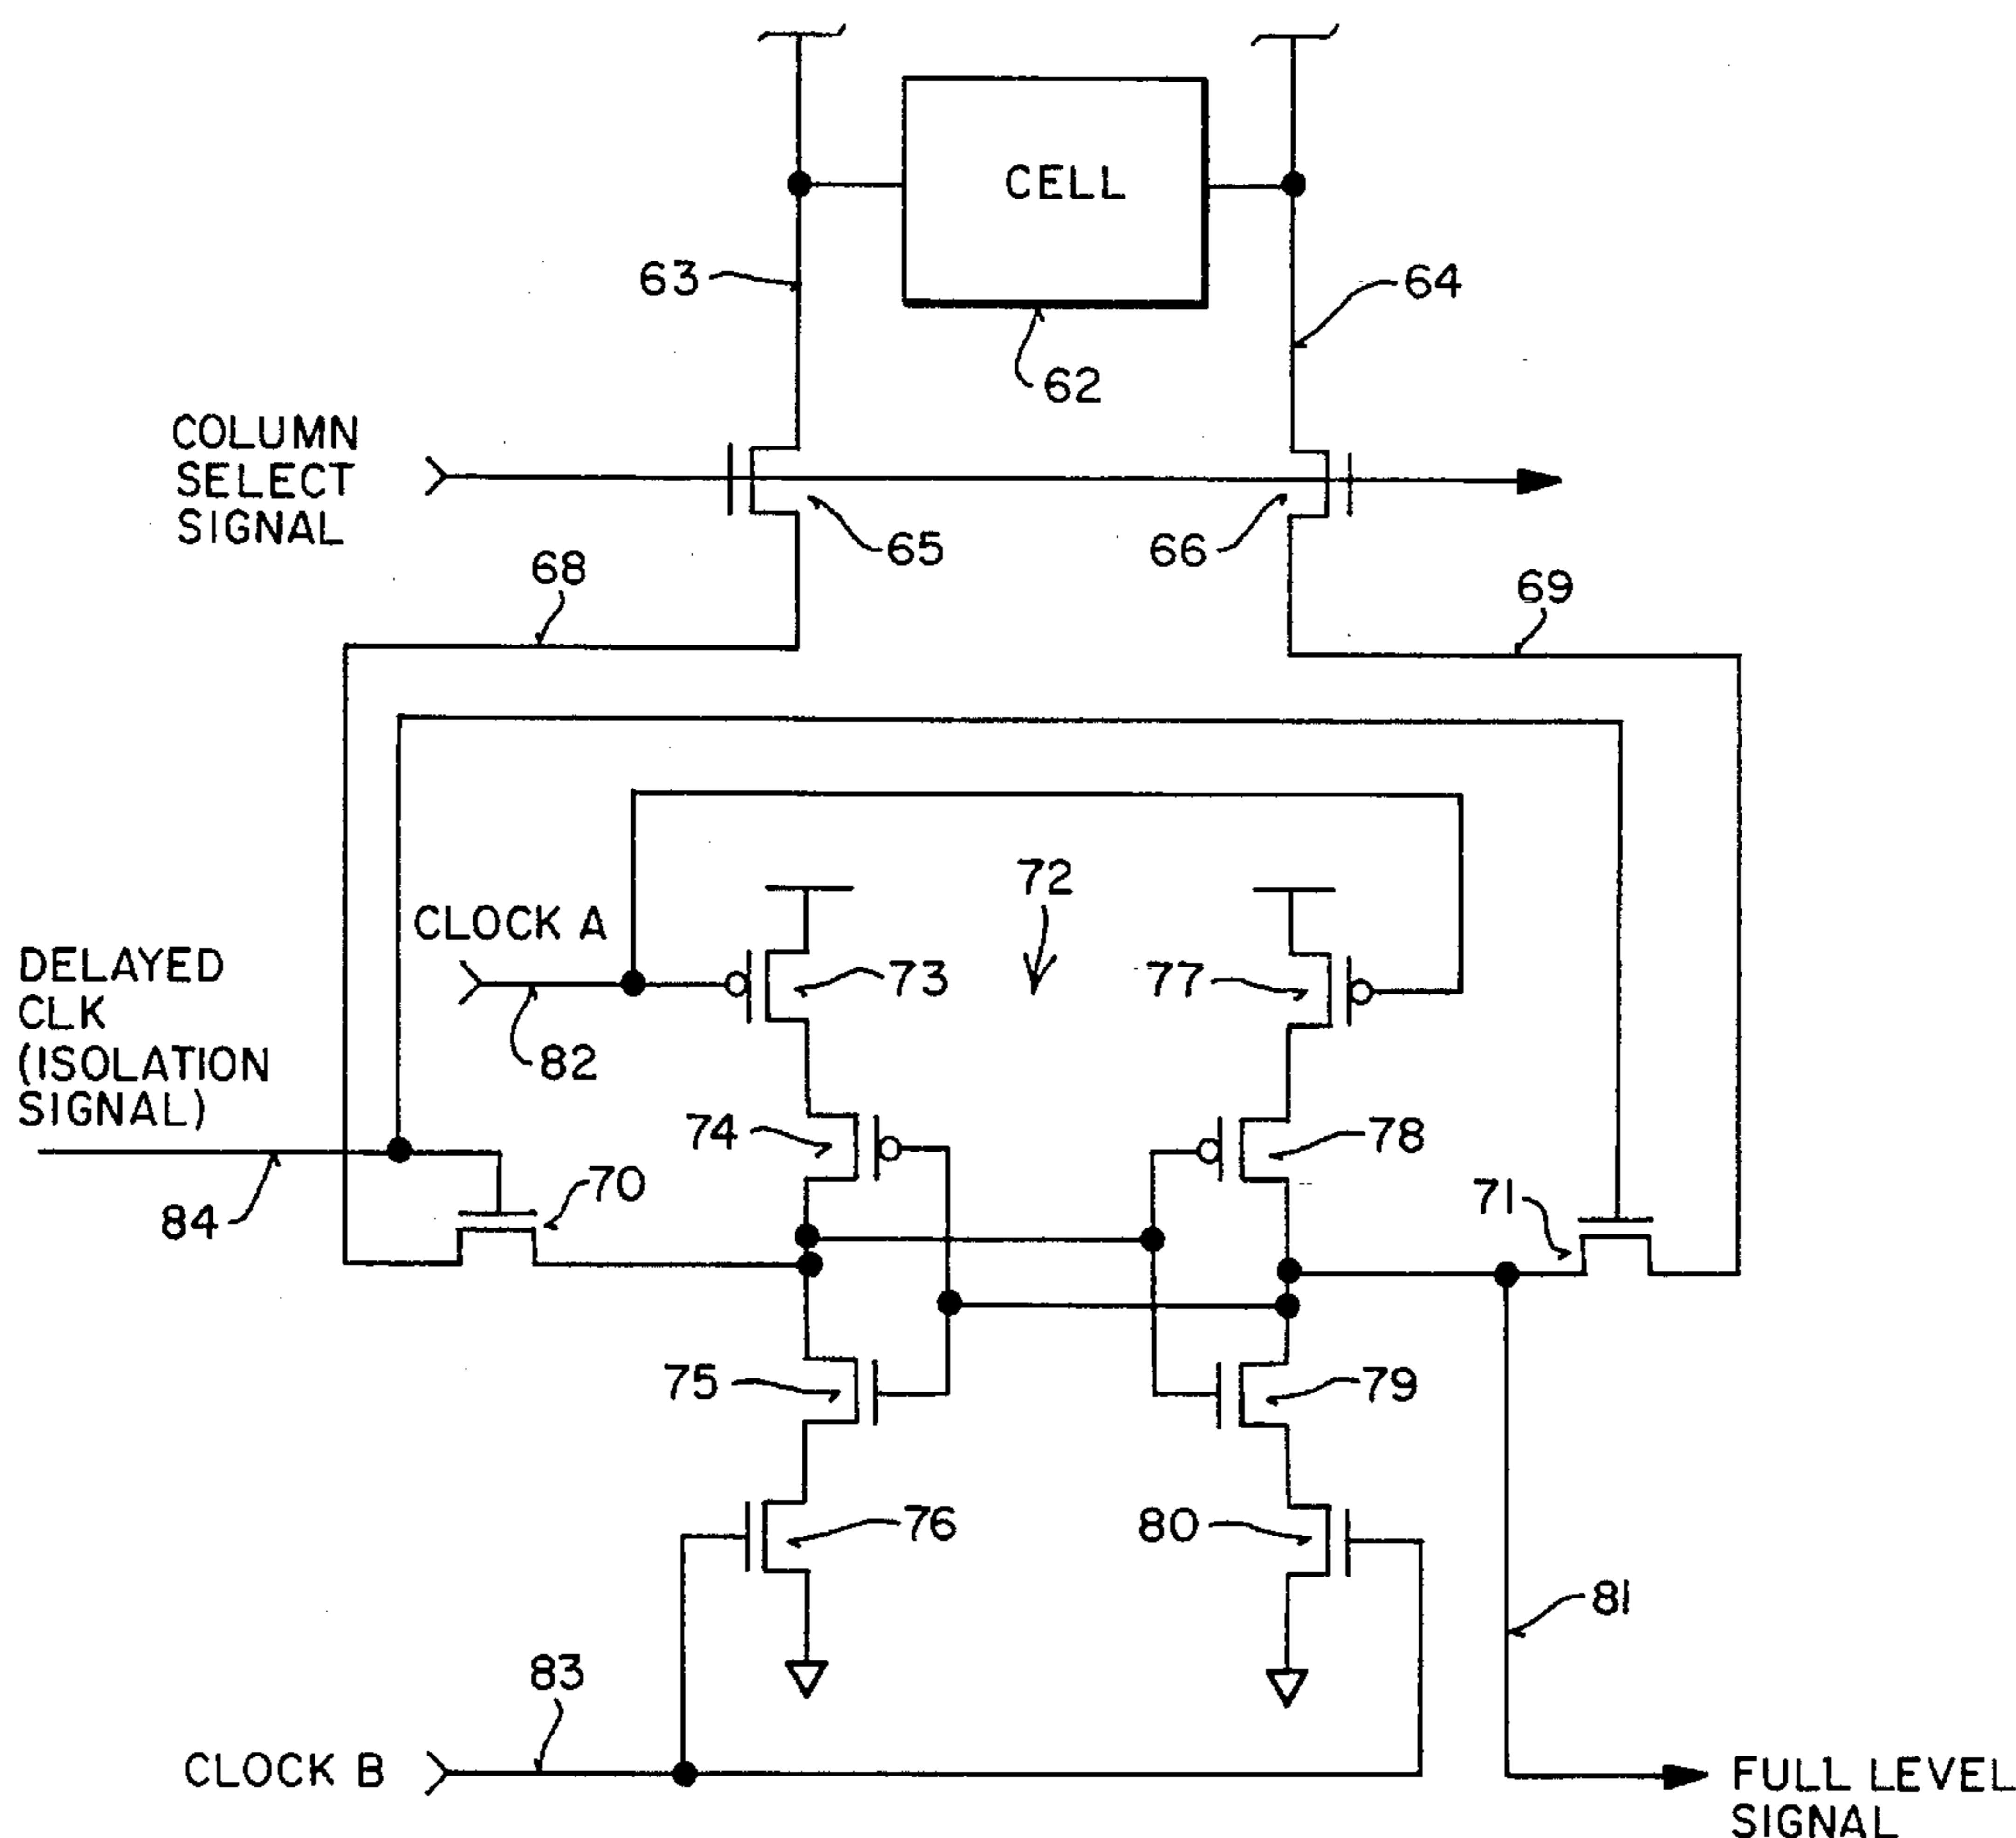 CELL
63
64
62
COLUMN
SELECT
SIGNAL
65
66
68
69
72
CLOCK A
73
77
DELAYED
CLK
(ISOLATION
SIGNAL)
82
74
78
84
70
71
75
79
76
80
81
83
CLOCK B
FULL LEVEL
SIGNAL